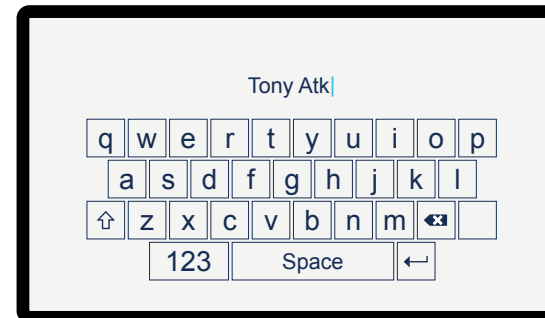 Tony Atk
q w e r t y u i o p
a s d f g h j k l
z x c v b n m
123 Space